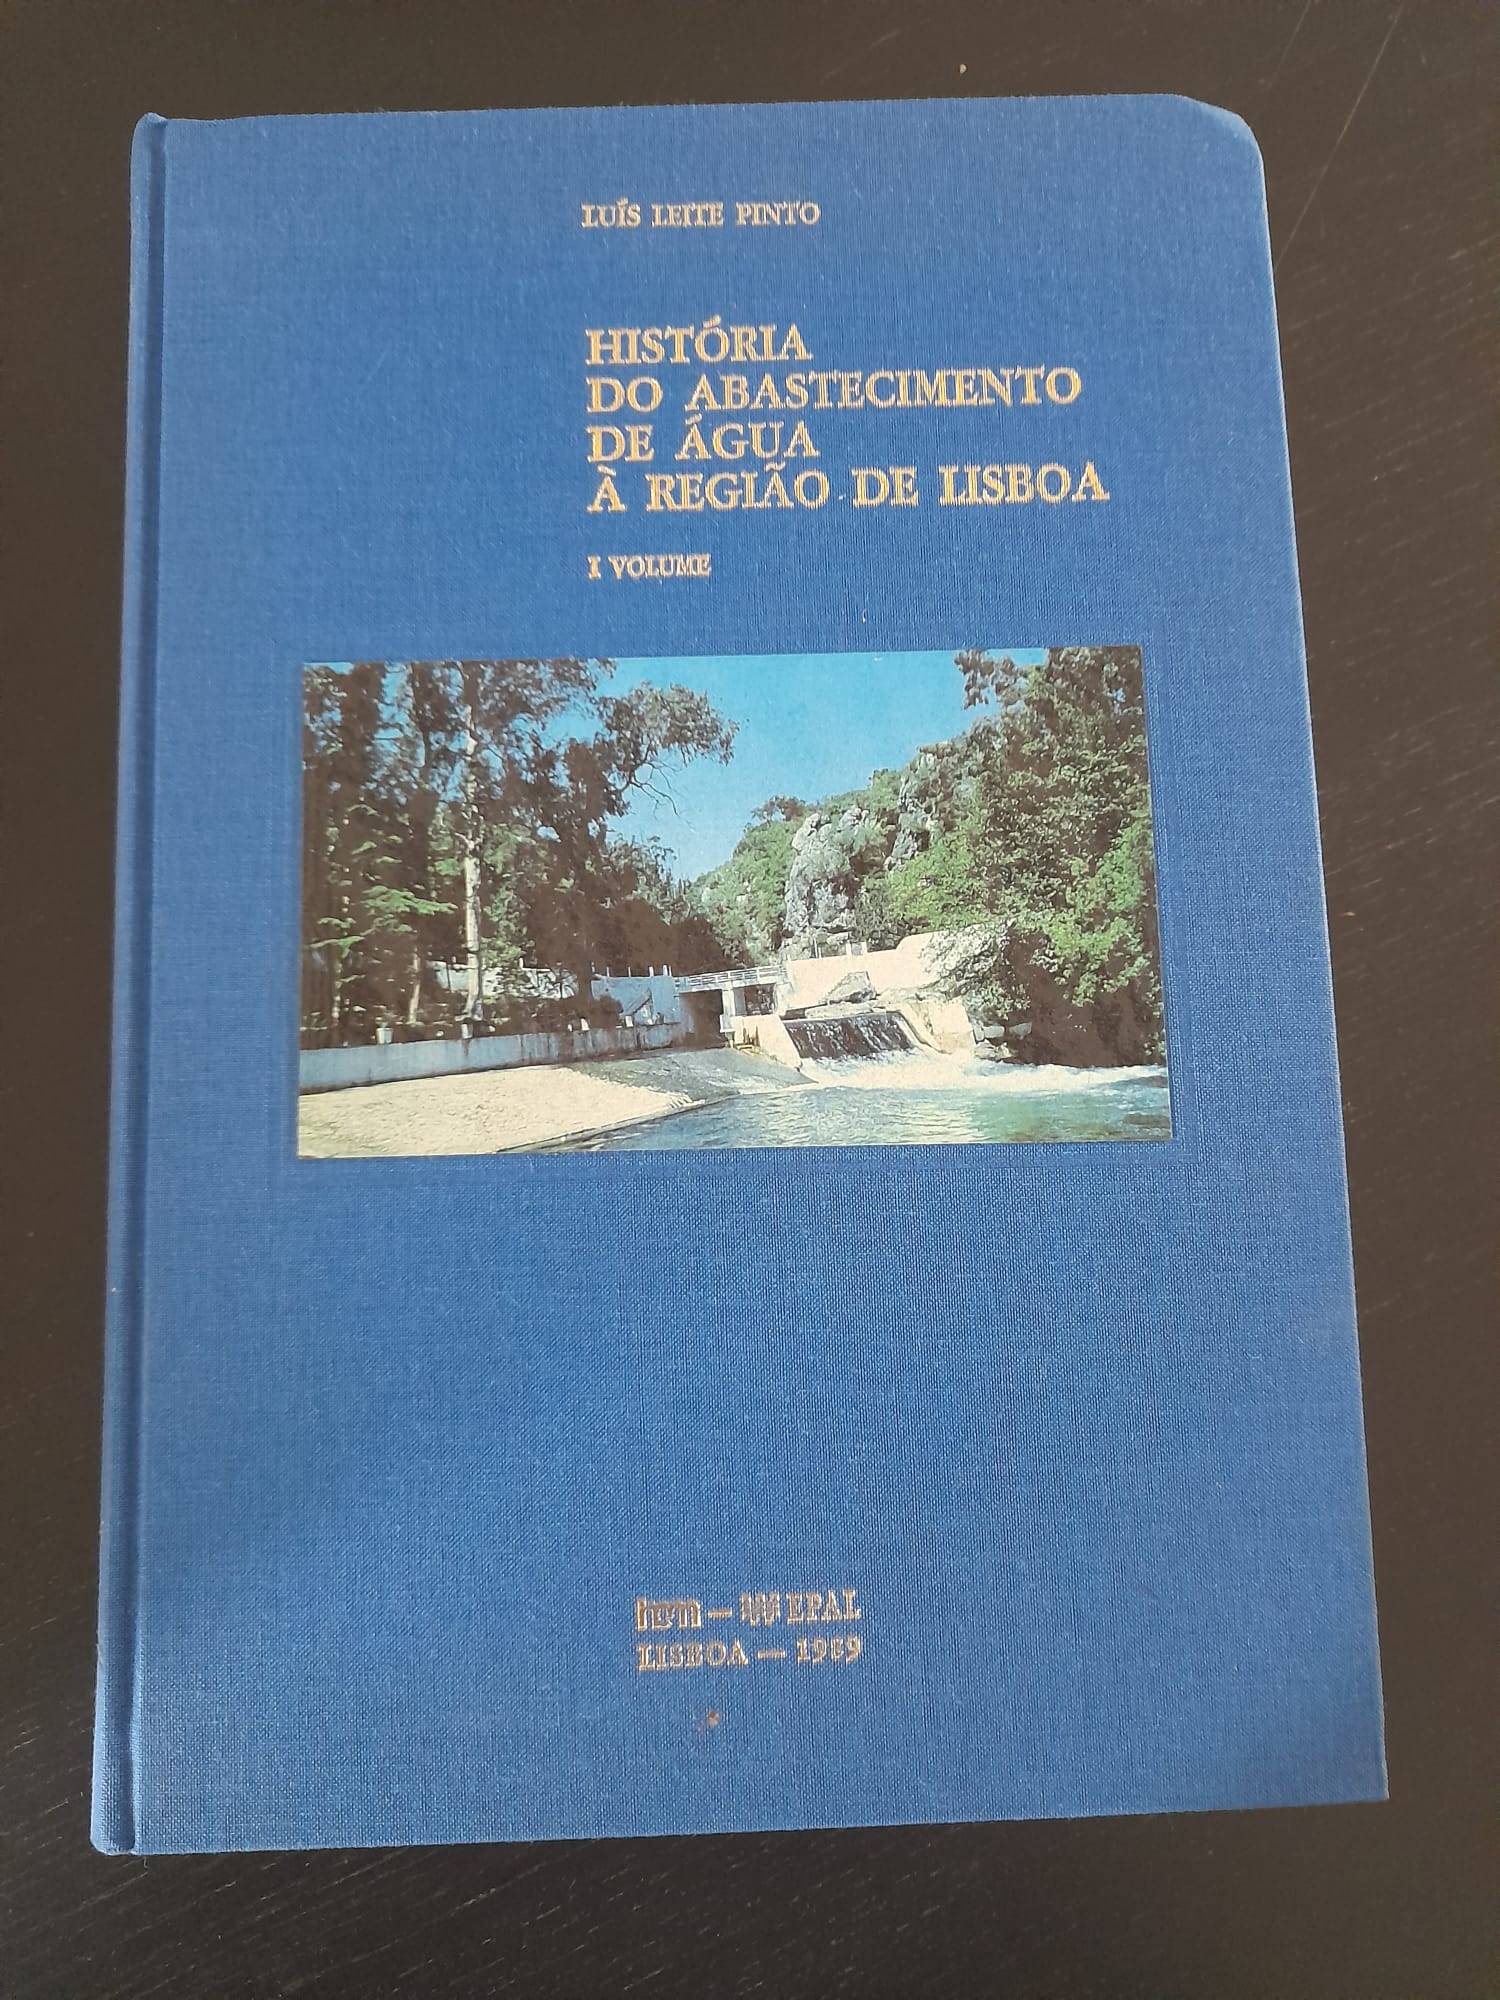 LUÍS LEITE PINTO
HISTÓRIA
DO ABASTECIMENTO
DE ÁGUA
À REGIÃO DE LISBOA
I VOLUME
— EPAL
LISBOA — 1989